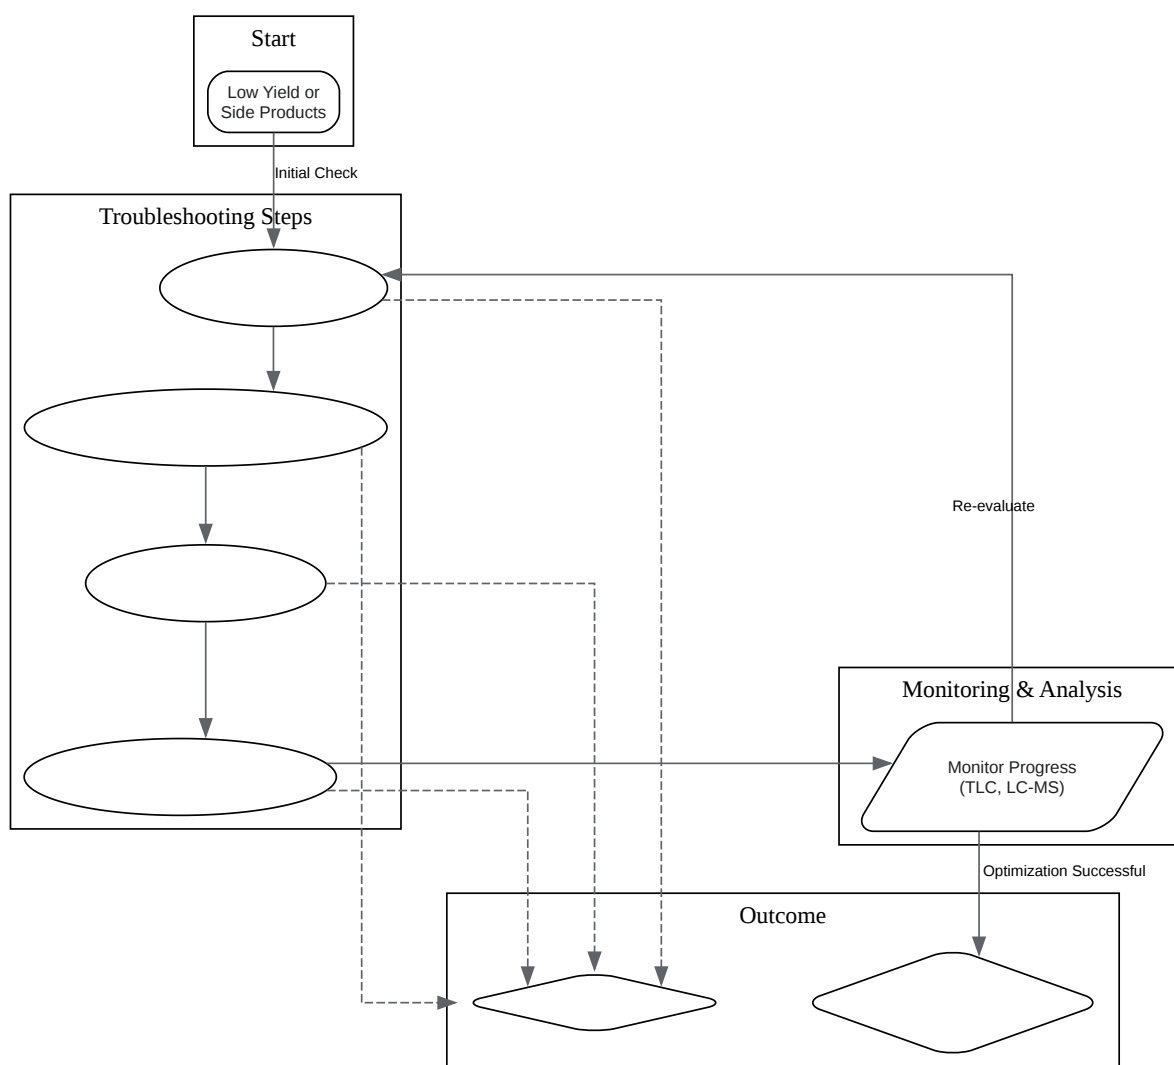 Start
Low Yield or
Side Products
Initial Check
Troubleshooting Steps
Re-evaluate
Monitoring & Analysis
Monitor Progress
(TLC, LC-MS)
Optimization Successful
Outcome